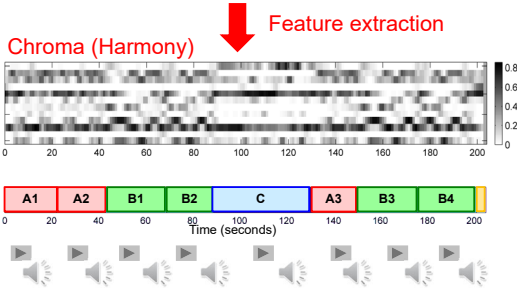 Feature extraction
Chroma (Harmony)
0.8
0.6
0.4
0.2
0
0 20 40 60 80 100 120 140 160 180 200
A1 A2 B1 B2 C A3 B3 B4
0 20 40 60 80 100 120 140 160 180 200
Time (seconds)